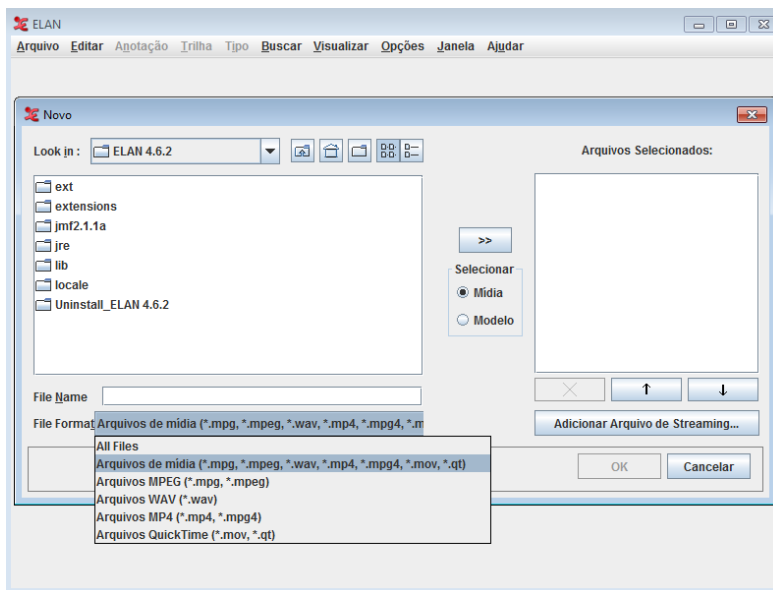 ELAN
Arquivo Editar Anotação Trilha Tipo Buscar Visualizar Opções Janela Ajudar
Novo
Look in : ELAN 4.6.2
Arquivos Selecionados:
ext
extensions
jmf2.1.1a
jre
lib
locale
Uninstall_ELAN 4.6.2
>>
Selecionar
Mídia
Modelo
File Name
File Format Arquivos de mídia (*.mpg, *.mpeg, *.wav, *.mp4, *.mpg4, *.m
Adicionar Arquivo de Streaming...
All Files
Arquivos de mídia (*.mpg, *.mpeg, *.wav, *.mp4, *.mpg4, *.mov, *.qt)
Arquivos MPEG (*.mpg, *.mpeg)
Arquivos WAV (*.wav)
Arquivos MP4 (*.mp4, *.mpg4)
Arquivos QuickTime (*.mov, *.qt)
OK
Cancelar